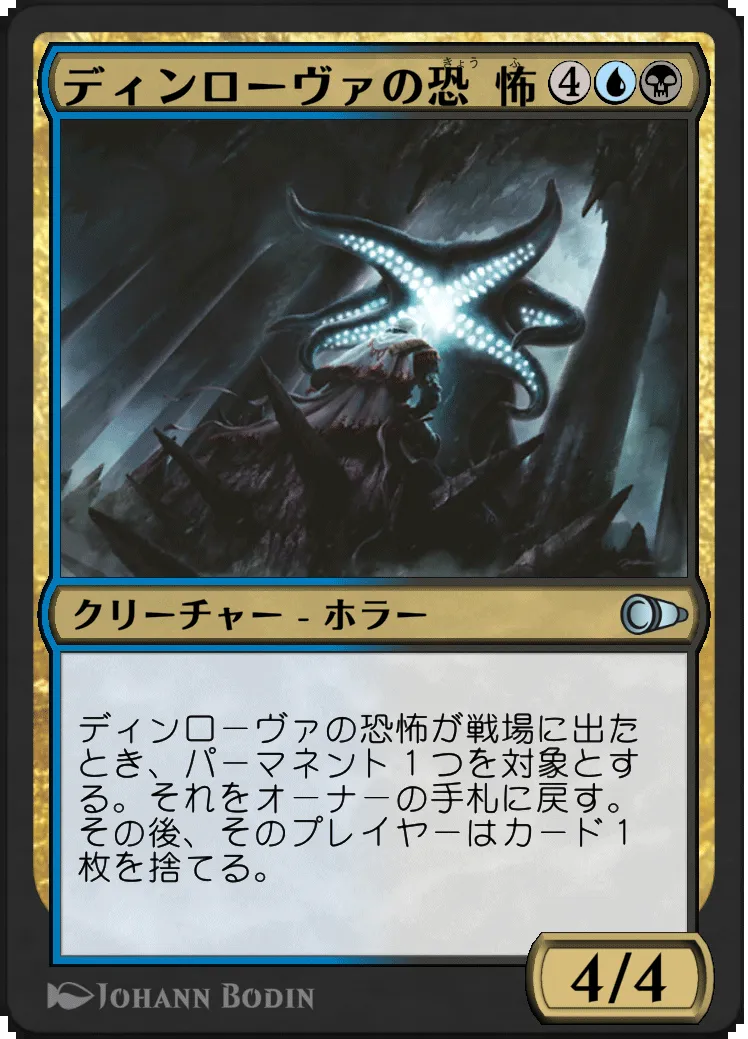 きょう ふ
ディンローヴァの恐怖 4
クリーチャー - ホラー
ディンローヴァの恐怖が戦場に出た
とき、パーマネント1つを対象とす
る。それをオーナーの手札に戻す。
その後、そのプレイヤーはカード1
枚を捨てる。
4/4
JOHANN BODIN